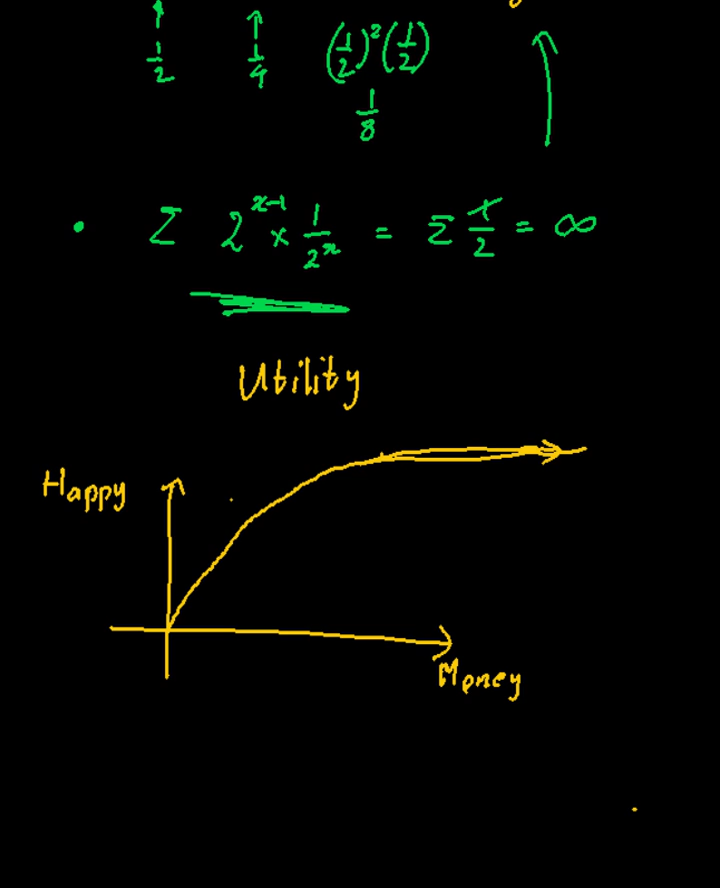 1/2 1/4 (1/2)²(1/2)
1/8
• Σ 2^(x-1) × 1/2^x = Σ 1/2 = ∞
Utility
Happy
Money